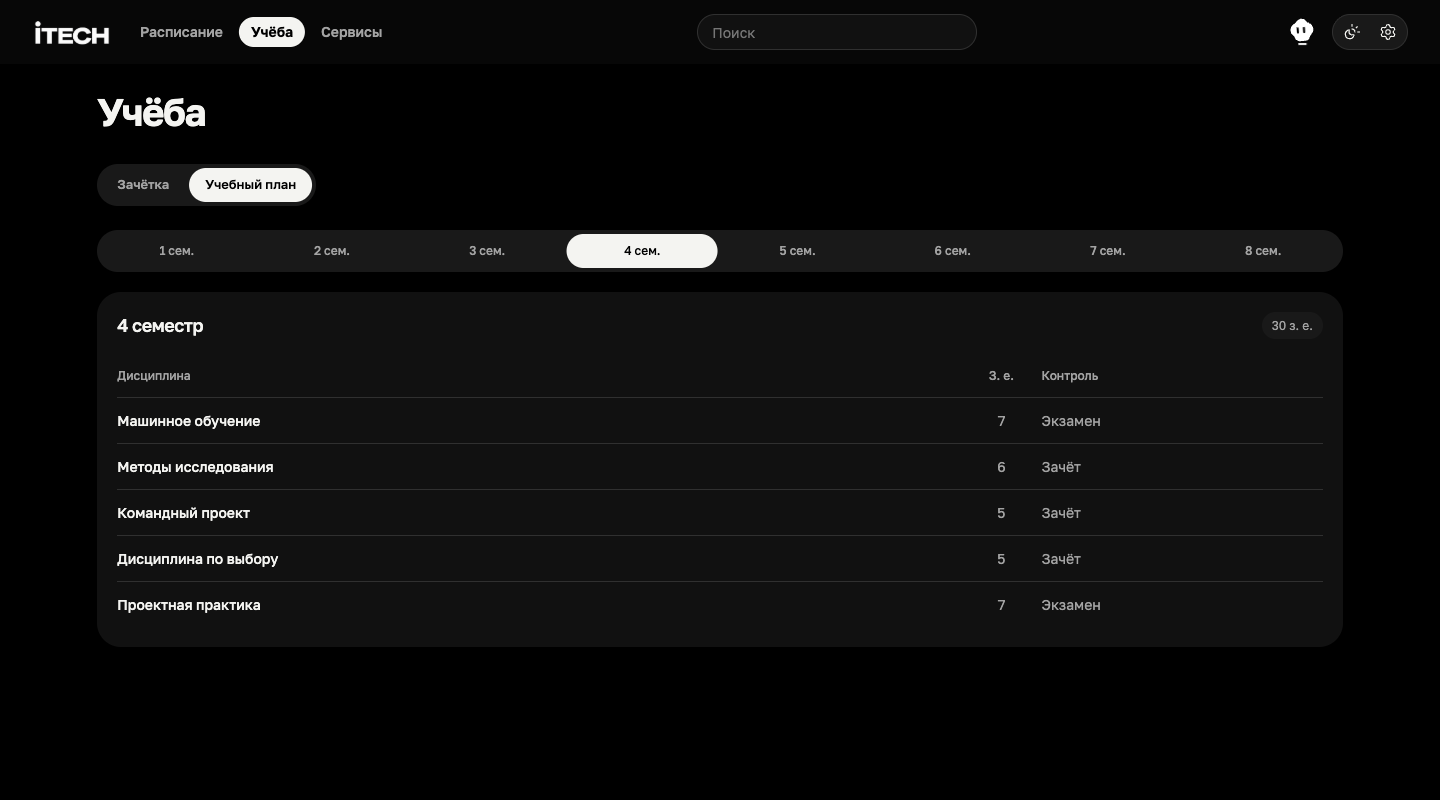 iTECH Расписание Учёба Сервисы Поиск
Учёба
Зачётка Учебный план
1 сем. 2 сем. 3 сем. 4 сем. 5 сем. 6 сем. 7 сем. 8 сем.
4 семестр 30 з. е.
Дисциплина З. е. Контроль
Машинное обучение 7 Экзамен
Методы исследования 6 Зачёт
Командный проект 5 Зачёт
Дисциплина по выбору 5 Зачёт
Проектная практика 7 Экзамен